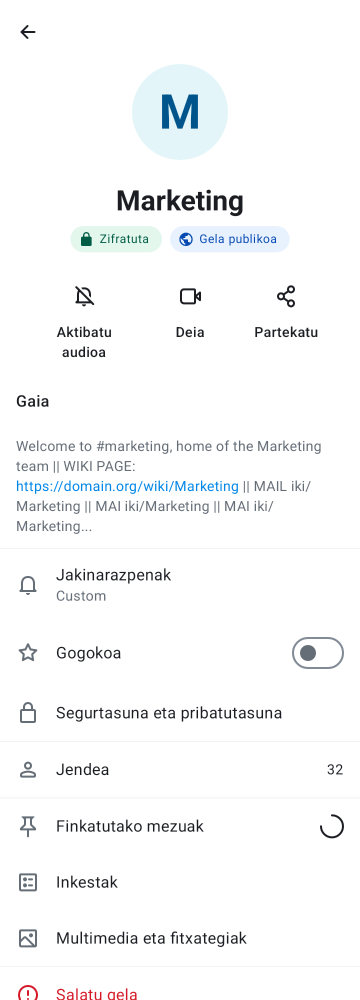 M
Marketing
Zifratuta
Gela publikoa
Aktibatu
audioa
Deia
Partekatu
Gaia
Welcome to #marketing, home of the Marketing
team || WIKI PAGE:
https://domain.org/wiki/Marketing || MAIL iki/
Marketing || MAI iki/Marketing || MAI iki/
Marketing...
Jakinarazpenak
Custom
Gogokoa
Segurtasuna eta pribatutasuna
Jendea 32
Finkatutako mezuak
Inkestak
Multimedia eta fitxategiak
Salatu gela